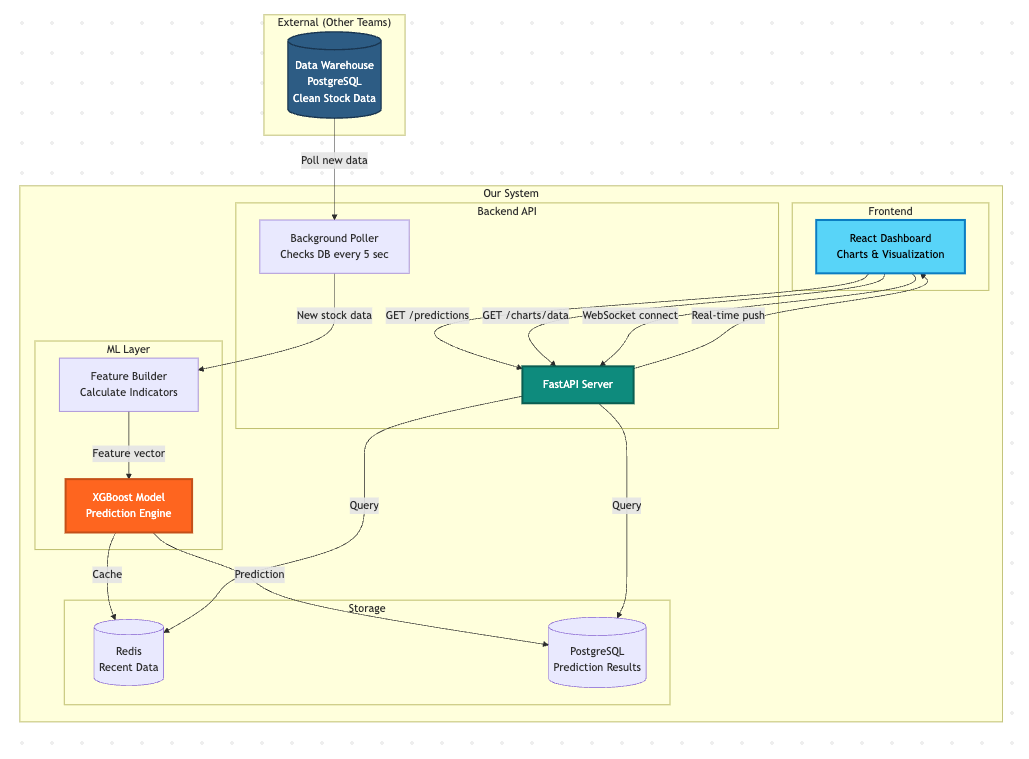 External (Other Teams)
Data Warehouse
PostgreSQL
Clean Stock Data
Poll new data
Our System
Backend API
Frontend
Background Poller
Checks DB every 5 sec
React Dashboard
Charts & Visualization
New stock data
GET /predictions
GET /charts/data
WebSocket connect
Real-time push
ML Layer
Feature Builder
Calculate Indicators
FastAPI Server
Feature vector
XGBoost Model
Prediction Engine
Query
Query
Cache
Prediction
Storage
Redis
Recent Data
PostgreSQL
Prediction Results